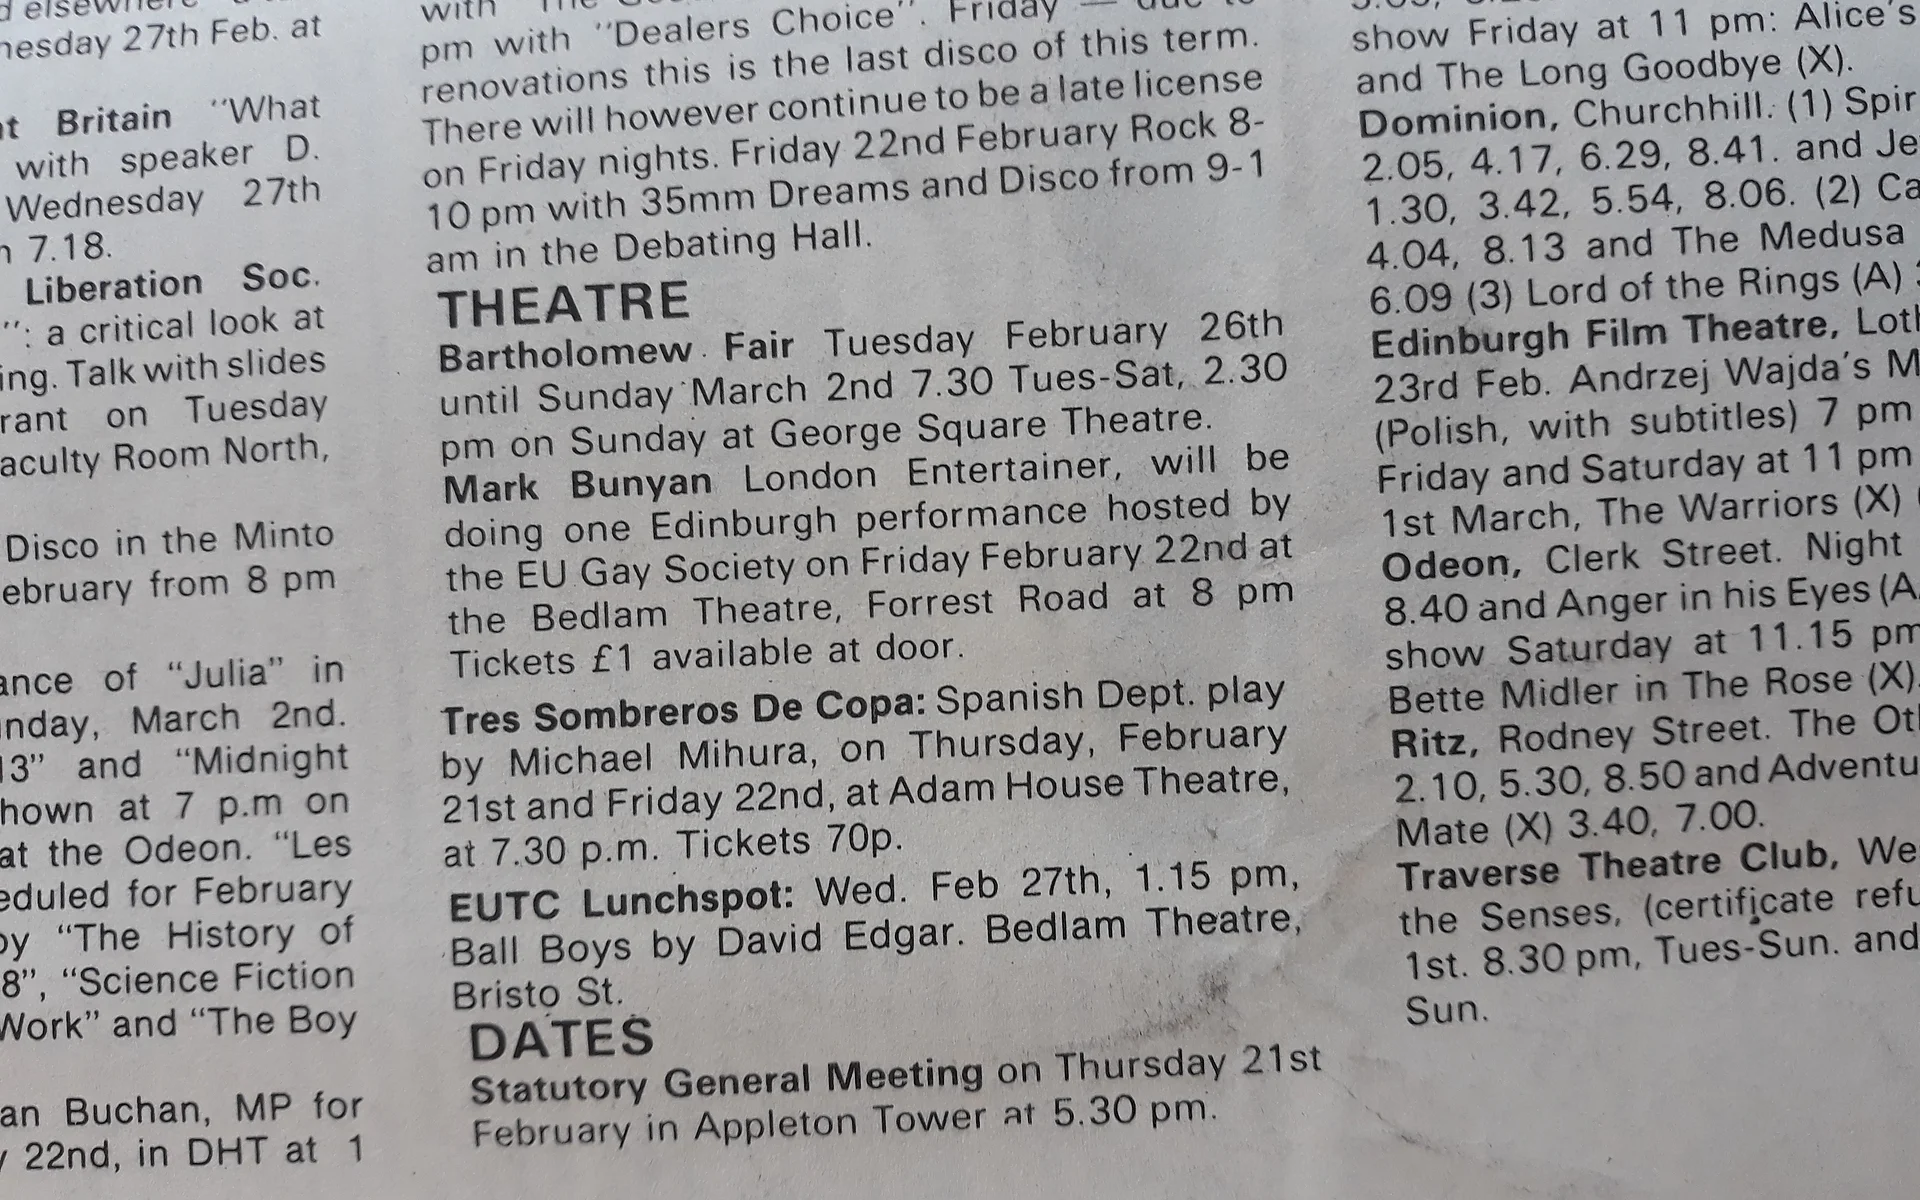 d elsewhere
nesday 27th Feb. at
at Britain "What
with speaker D.
Wednesday 27th
n 7.18.
Liberation Soc.
": a critical look at
ing. Talk with slides
rant on Tuesday
aculty Room North,
Disco in the Minto
ebruary from 8 pm
ance of "Julia" in
unday, March 2nd.
13" and "Midnight
hown at 7 p.m on
at the Odeon. "Les
eduled for February
by "The History of
8", "Science Fiction
Work" and "The Boy
an Buchan, MP for
y 22nd, in DHT at 1
with "The
pm with "Dealers Choice". Friday — due to
renovations this is the last disco of this term.
There will however continue to be a late license
on Friday nights. Friday 22nd February Rock 8-
10 pm with 35mm Dreams and Disco from 9-1
am in the Debating Hall.
THEATRE
Bartholomew Fair Tuesday February 26th
until Sunday March 2nd 7.30 Tues-Sat, 2.30
pm on Sunday at George Square Theatre.
Mark Bunyan London Entertainer, will be
doing one Edinburgh performance hosted by
the EU Gay Society on Friday February 22nd at
the Bedlam Theatre, Forrest Road at 8 pm
Tickets £1 available at door.
Tres Sombreros De Copa: Spanish Dept. play
by Michael Mihura, on Thursday, February
21st and Friday 22nd, at Adam House Theatre,
at 7.30 p.m. Tickets 70p.
EUTC Lunchspot: Wed. Feb 27th, 1.15 pm,
Ball Boys by David Edgar. Bedlam Theatre,
Bristo St.
DATES
Statutory General Meeting on Thursday 21st
February in Appleton Tower at 5.30 pm.
show Friday at 11 pm: Alice's
and The Long Goodbye (X).
Dominion, Churchhill. (1) Spir
2.05, 4.17, 6.29, 8.41. and Je
1.30, 3.42, 5.54, 8.06. (2) Ca
4.04, 8.13 and The Medusa
6.09 (3) Lord of the Rings (A)
Edinburgh Film Theatre, Loth
23rd Feb. Andrzej Wajda's M
(Polish, with subtitles) 7 pm
Friday and Saturday at 11 pm
1st March, The Warriors (X)
Odeon, Clerk Street. Night
8.40 and Anger in his Eyes (A
show Saturday at 11.15 pm
Bette Midler in The Rose (X).
Ritz, Rodney Street. The Oth
2.10, 5.30, 8.50 and Adventu
Mate (X) 3.40, 7.00.
Traverse Theatre Club, We
the Senses, (certificate refu
1st. 8.30 pm, Tues-Sun. and
Sun.